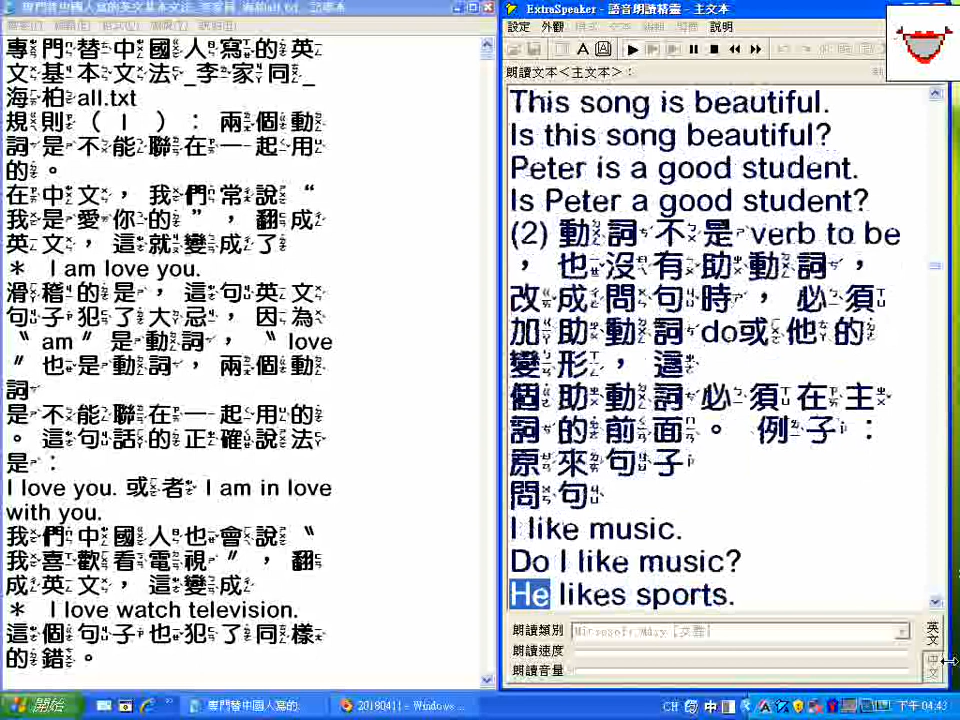 專門替中國人寫的英
文基本文法_李家同_
海柏all.txt
規則（1）：兩個動
詞是不能聯在一起用
的。
在中文，我們常說“
我是愛你的”，翻成
英文，這就變成了
* I am love you.
滑稽的是，這句英文
句子犯了大忌，因為
〝am〞是動詞，〝love
〞也是動詞，兩個動
詞
是不能聯在一起用的
。這句話的正確說法
是：
I love you. 或者 I am in love
with you.
我們中國人也會說〝
我喜歡看電視〞，翻
成英文，這變成
* I love watch television.
這個句子也犯了同樣
的錯。
ExtraSpeaker - 語音朗讀精靈 - 主文本
設定 外觀
朗讀文本<主文本>：
This song is beautiful.
Is this song beautiful?
Peter is a good student.
Is Peter a good student?
(2) 動詞不是verb to be
，也沒有助動詞，
改成問句時，必須
加助動詞do或他的
變形，這
個助動詞必須在主
詞的前面。例子：
原來句子
問句
I like music.
Do I like music?
He likes sports.
朗讀類別
朗讀速度
朗讀音量
英文
中文
開始
專門替中國人寫的
20180411 - Windows ...
CH
中
下午 04:43